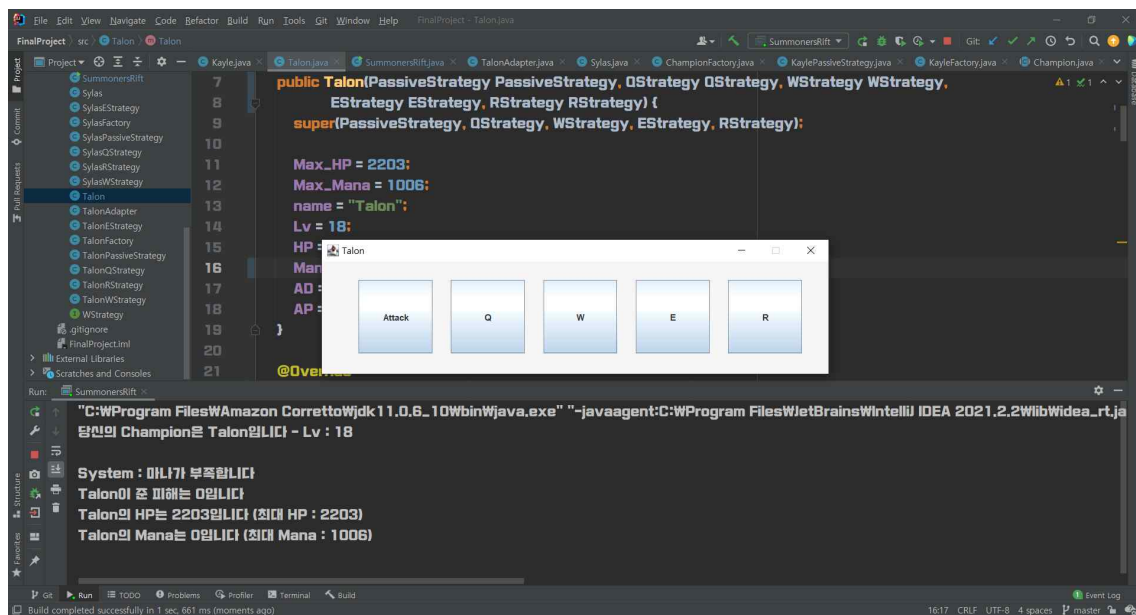 File Edit View Navigate Code Refactor Build Run Tools Git Window Help FinalProject - Talon.java
FinalProject src Talon Talon SummonersRift Git:
Project Kayle.java Talon.java SummonersRift.java TalonAdapter.java Sylas.java ChampionFactory.java KaylePassiveStrategy.java KayleFactory.java Champion.java
SummonersRift
Sylas
SylasEStrategy
SylasFactory
SylasPassiveStrategy
SylasQStrategy
SylasRStrategy
SylasWStrategy
Talon
TalonAdapter
TalonEStrategy
TalonFactory
TalonPassiveStrategy
TalonQStrategy
TalonRStrategy
TalonWStrategy
WStrategy
.gitignore
FinalProject.iml
External Libraries
Scratches and Consoles
Project
Commit
Pull Requests
Database
1 1
7 public Talon(PassiveStrategy PassiveStrategy, QStrategy QStrategy, WStrategy WStrategy,
8 EStrategy EStrategy, RStrategy RStrategy) {
9 super(PassiveStrategy, QStrategy, WStrategy, EStrategy, RStrategy);
10
11 Max_HP = 2203;
12 Max_Mana = 1006;
13 name = "Talon";
14 Lv = 18;
15 HP =
16 Man
17 AD =
18 AP =
19 }
20
21 @Over
Talon
Attack Q W E R
Run: SummonersRift
"C:₩Program Files₩Amazon Corretto₩jdk11.0.6_10₩bin₩java.exe" "-javaagent:C:₩Program Files₩JetBrains₩IntelliJ IDEA 2021.2.2₩lib₩idea_rt.ja
당신의 Champion은 Talon입니다 - Lv : 18
System : 마나가 부족합니다
Talon이 준 피해는 0입니다
Talon의 HP는 2203입니다 (최대 HP : 2203)
Talon의 Mana는 0입니다 (최대 Mana : 1006)
Structure
Favorites
Git Run TODO Problems Profiler Terminal Build 1 Event Log
Build completed successfully in 1 sec, 661 ms (moments ago) 16:17 CRLF UTF-8 4 spaces master